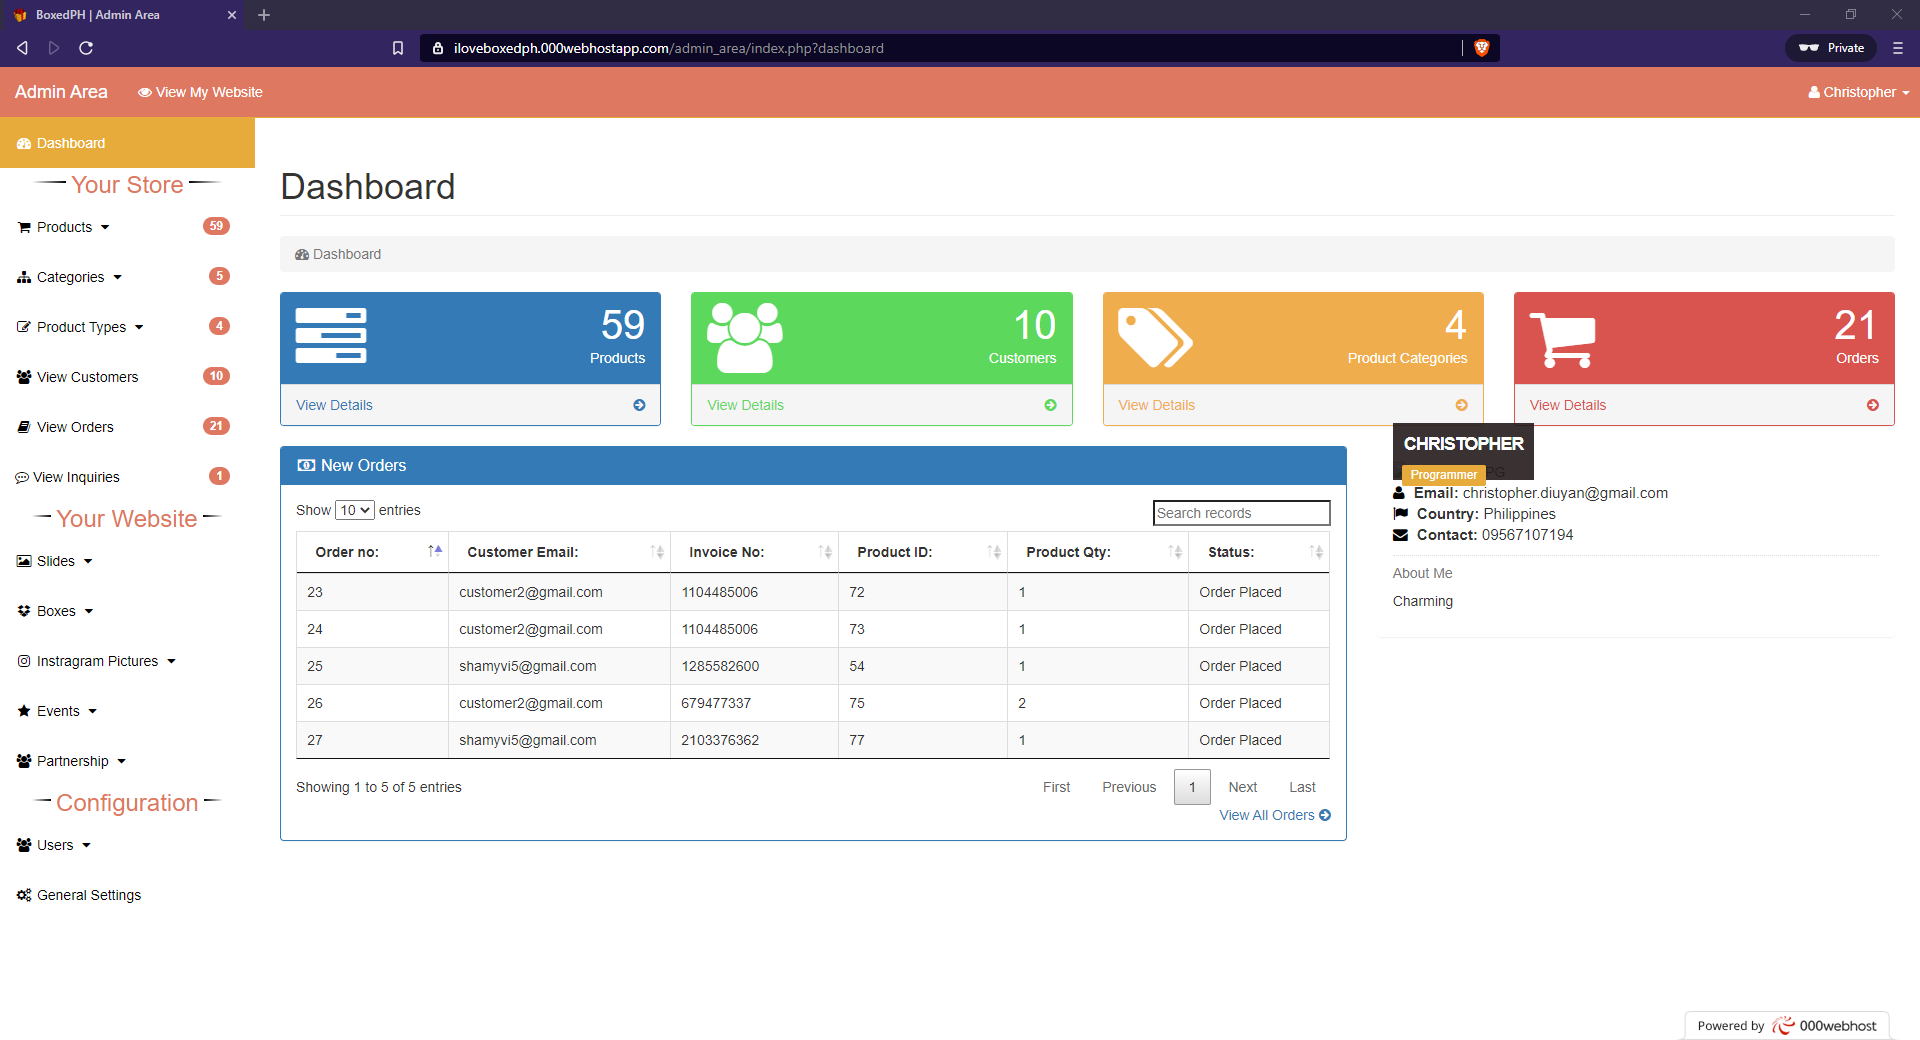 BoxedPH | Admin Area
iloveboxedph.000webhostapp.com/admin_area/index.php?dashboard
Private
Admin Area
View My Website
Christopher
Dashboard
Your Store
Products 59
Categories 5
Product Types 4
View Customers 10
View Orders 21
View Inquiries 1
Your Website
Slides
Boxes
Instragram Pictures
Events
Partnership
Configuration
Users
General Settings
Dashboard
Dashboard
59
Products
View Details
10
Customers
View Details
4
Product Categories
View Details
21
Orders
View Details
New Orders
Show 10 entries
Search records
Order no: Customer Email: Invoice No: Product ID: Product Qty: Status:
23 customer2@gmail.com 1104485006 72 1 Order Placed
24 customer2@gmail.com 1104485006 73 1 Order Placed
25 shamyvi5@gmail.com 1285582600 54 1 Order Placed
26 customer2@gmail.com 679477337 75 2 Order Placed
27 shamyvi5@gmail.com 2103376362 77 1 Order Placed
Showing 1 to 5 of 5 entries
First Previous 1 Next Last
View All Orders
CHRISTOPHER
Programmer
Email: christopher.diuyan@gmail.com
Country: Philippines
Contact: 09567107194
About Me
Charming
Powered by 000webhost